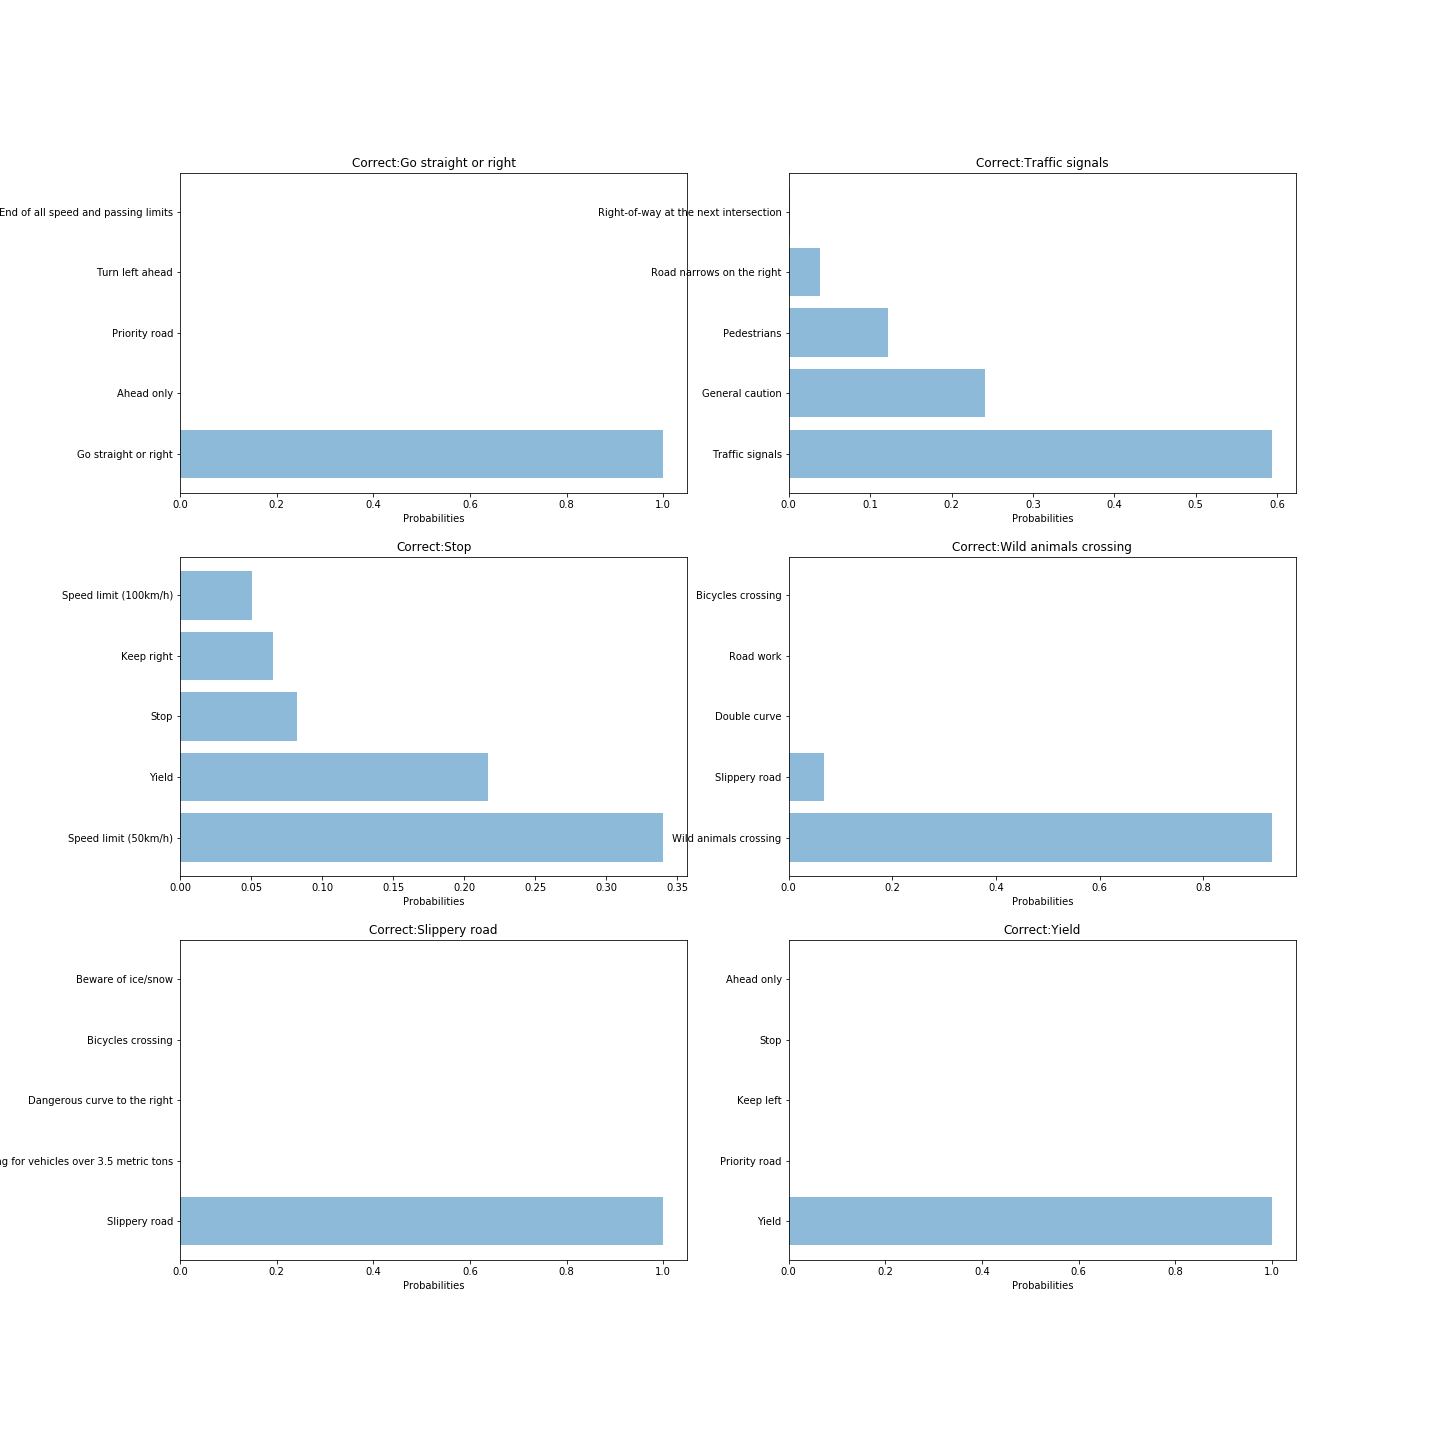 Correct:Go straight or right
End of all speed and passing limits
Turn left ahead
Priority road
Ahead only
Go straight or right
0.0 0.2 0.4 0.6 0.8 1.0
Probabilities
Correct:Traffic signals
Right-of-way at the next intersection
Road narrows on the right
Pedestrians
General caution
Traffic signals
0.0 0.1 0.2 0.3 0.4 0.5 0.6
Probabilities
Correct:Stop
Speed limit (100km/h)
Keep right
Stop
Yield
Speed limit (50km/h)
0.00 0.05 0.10 0.15 0.20 0.25 0.30 0.35
Probabilities
Correct:Wild animals crossing
Bicycles crossing
Road work
Double curve
Slippery road
Wild animals crossing
0.0 0.2 0.4 0.6 0.8
Probabilities
Correct:Slippery road
Beware of ice/snow
Bicycles crossing
Dangerous curve to the right
for vehicles over 3.5 metric tons
Slippery road
0.0 0.2 0.4 0.6 0.8 1.0
Probabilities
Correct:Yield
Ahead only
Stop
Keep left
Priority road
Yield
0.0 0.2 0.4 0.6 0.8 1.0
Probabilities